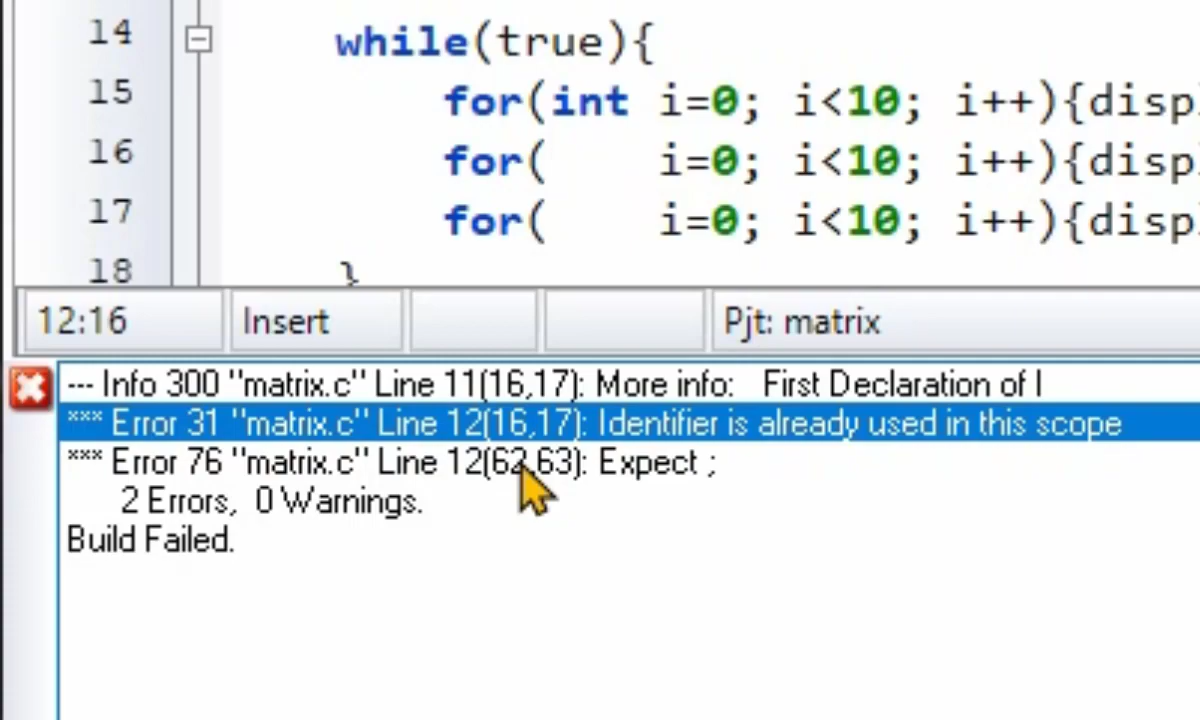 14 while(true){
15 for(int i=0; i<10; i++){disp
16 for( i=0; i<10; i++){disp
17 for( i=0; i<10; i++){disp
18 }
12:16 Insert Pjt: matrix
--- Info 300 "matrix.c" Line 11(16,17): More info: First Declaration of I
*** Error 31 "matrix.c" Line 12(16,17): Identifier is already used in this scope
*** Error 76 "matrix.c" Line 12(62,63): Expect ;
2 Errors, 0 Warnings.
Build Failed.